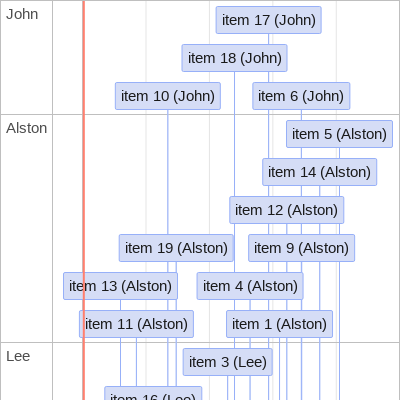 John
item 17 (John)
item 18 (John)
item 10 (John)
item 6 (John)
Alston
item 5 (Alston)
item 14 (Alston)
item 12 (Alston)
item 19 (Alston)
item 9 (Alston)
item 13 (Alston)
item 4 (Alston)
item 11 (Alston)
item 1 (Alston)
Lee
item 3 (Lee)
item 16 (Lee)